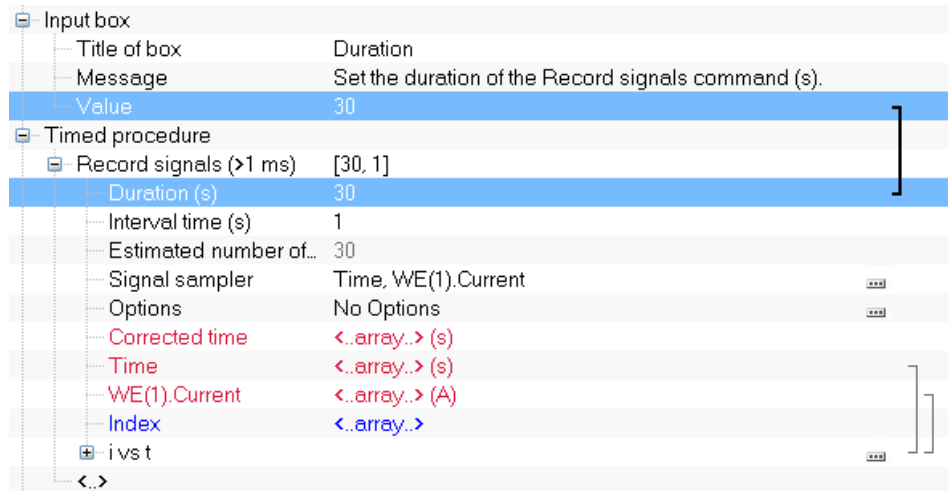 Input box
Title of box Duration
Message Set the duration of the Record signals command (s).
Value 30
Timed procedure
Record signals (>1 ms) [30, 1]
Duration (s) 30
Interval time (s) 1
Estimated number of... 30
Signal sampler Time, WE(1).Current
Options No Options
Corrected time <..array..> (s)
Time <..array..> (s)
WE(1).Current <..array..> (A)
Index <..array..>
i vs t
<..>